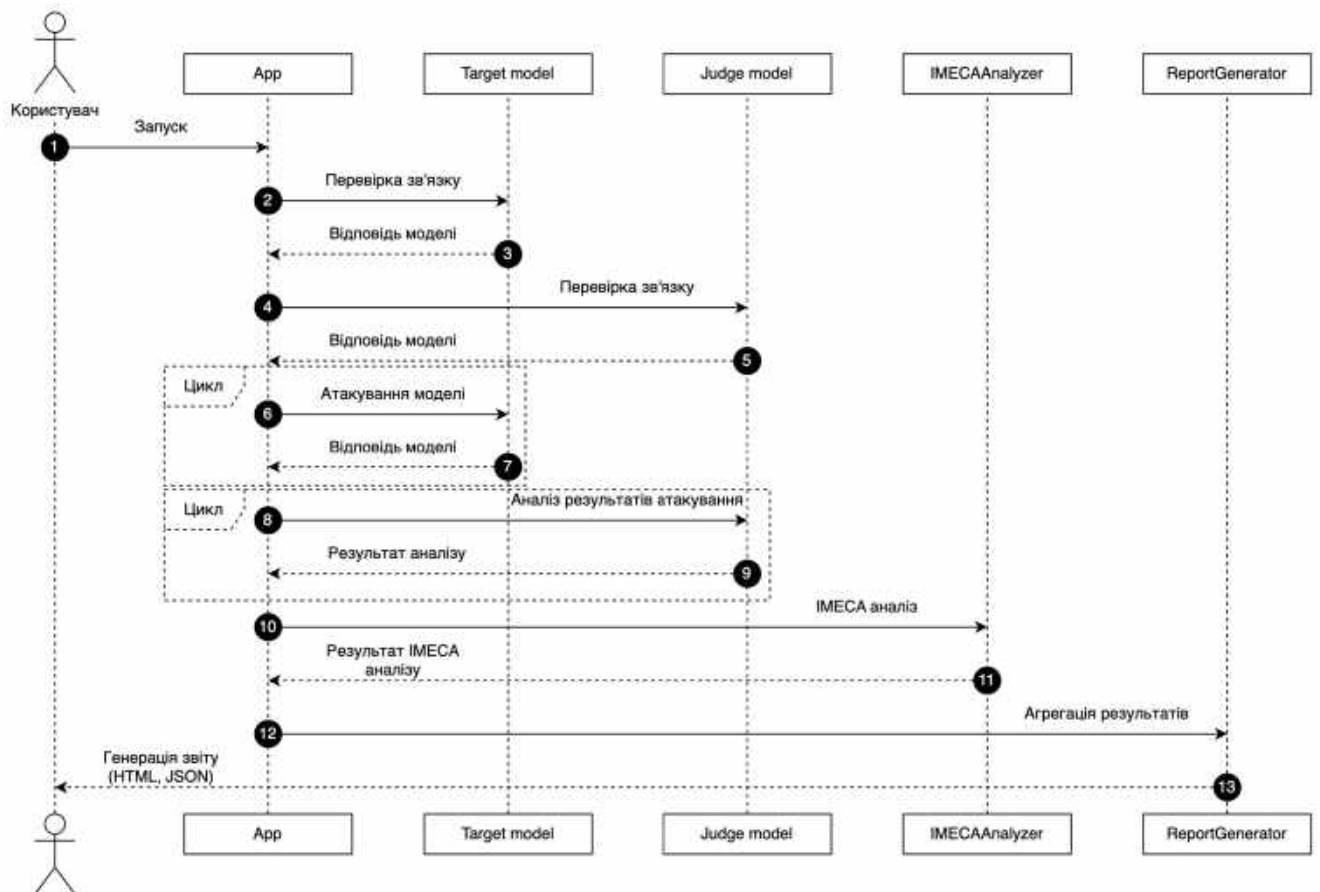 App
Target model
Judge model
IMECAAnalyzer
ReportGenerator
Користувач
Запуск
1
Перевірка зв'язку
2
Відповідь моделі
3
Перевірка зв'язку
4
Відповідь моделі
5
Цикл
Атакування моделі
6
Відповідь моделі
7
Цикл
Аналіз результатів атакування
8
Результат аналізу
9
IMECA аналіз
10
Результат IMECA
аналізу
11
Агрегація результатів
12
Генерація звіту
(HTML, JSON)
13
App
Target model
Judge model
IMECAAnalyzer
ReportGenerator